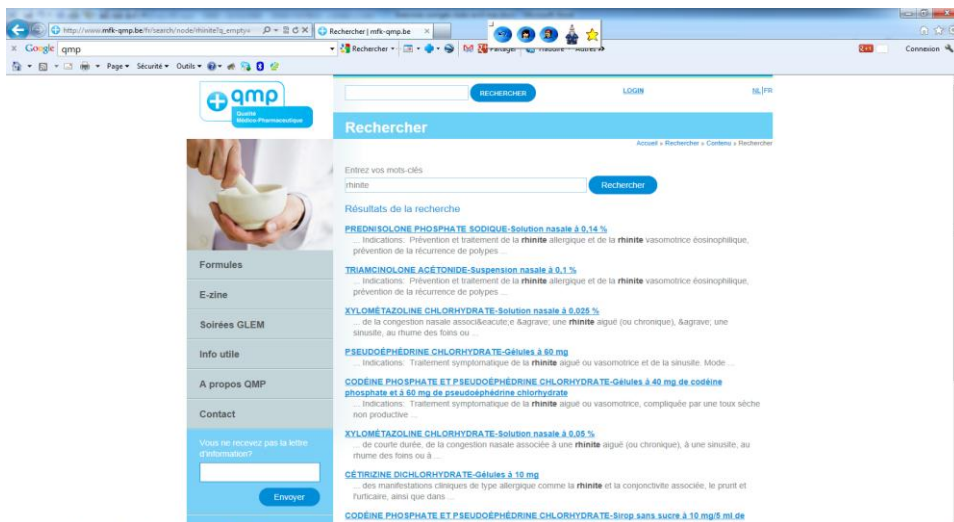 http://www.mfk-qmp.be/fr/search/node/rhinite?q_empty=
Rechercher | mfk-qmp.be
Google qmp
Rechercher
Partager
Traduire
Connexion
Page Sécurité Outils
qmp
Qualité
Médico-Pharmaceutique
RECHERCHER
LOGIN
NL|FR
Rechercher
Accueil » Rechercher » Contenu » Rechercher
Entrez vos mots-clés
rhinite
Rechercher
Résultats de la recherche
PREDNISOLONE PHOSPHATE SODIQUE-Solution nasale à 0,14 %
... Indications: Prévention et traitement de la rhinite allergique et de la rhinite vasomotrice éosinophilique,
prévention de la récurrence de polypes ...
TRIAMCINOLONE ACÉTONIDE-Suspension nasale à 0,1 %
... Indications: Prévention et traitement de la rhinite allergique et de la rhinite vasomotrice éosinophilique,
prévention de la récurrence de polypes ...
XYLOMÉTAZOLINE CHLORHYDRATE-Solution nasale à 0,025 %
... de la congestion nasale associ&eacute;e &agrave; une rhinite aiguë (ou chronique), &agrave; une
sinusite, au rhume des foins ou ...
PSEUDOÉPHÉDRINE CHLORHYDRATE-Gélules à 60 mg
... Indications: Traitement symptomatique de la rhinite aiguë ou vasomotrice et de la sinusite. Mode ...
CODÉINE PHOSPHATE ET PSEUDOÉPHÉDRINE CHLORHYDRATE-Gélules à 40 mg de codéine
phosphate et à 60 mg de pseudoéphédrine chlorhydrate
... Indications: Traitement symptomatique de la rhinite aiguë ou vasomotrice, compliquée par une toux sèche
non productive ...
XYLOMÉTAZOLINE CHLORHYDRATE-Solution nasale à 0,05 %
... de courte durée, de la congestion nasale associée à une rhinite aiguë (ou chronique), à une sinusite, au
rhume des foins ou à ...
CÉTIRIZINE DICHLORHYDRATE-Gélules à 10 mg
... des manifestations cliniques de type allergique comme la rhinite et la conjonctivite associée, le prurit et
l'urticaire, ainsi que dans ...
CODÉINE PHOSPHATE ET PSEUDOÉPHÉDRINE CHLORHYDRATE-Sirop sans sucre à 10 mg/5 ml de
Formules
E-zine
Soirées GLEM
Info utile
A propos QMP
Contact
Vous ne recevez pas la lettre
d'information?
Envoyer